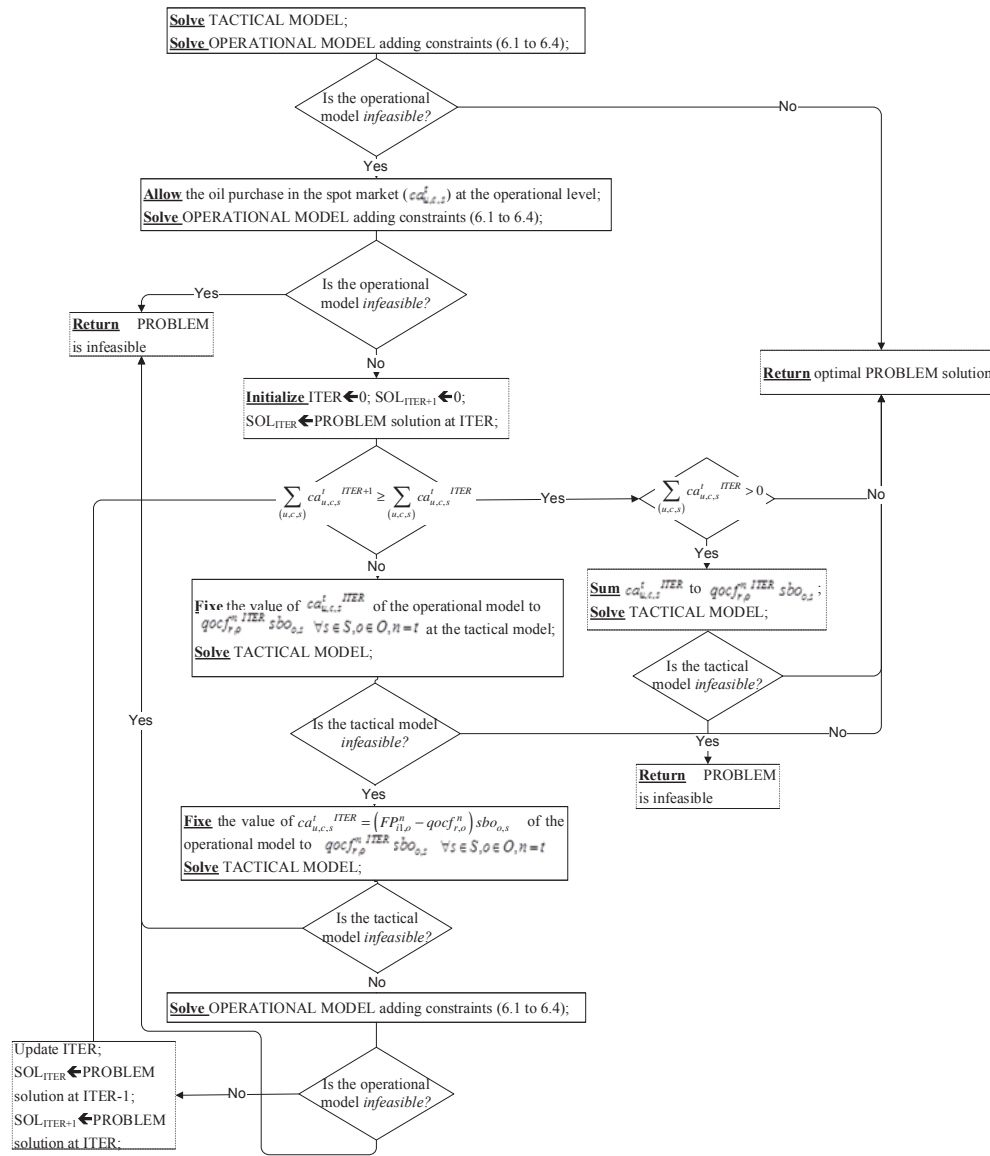 Solve TACTICAL MODEL;
Solve OPERATIONAL MODEL adding constraints (6.1 to 6.4);
Is the operational
model infeasible?
No
Yes
Allow the oil purchase in the spot market (ca^t_{u,c,s}) at the operational level;
Solve OPERATIONAL MODEL adding constraints (6.1 to 6.4);
Is the operational
model infeasible?
Yes
Return PROBLEM
is infeasible
No
Return optimal PROBLEM solution
Initialize ITER🡸0; SOL_{ITER+1}🡸0;
SOL_{ITER}🡸PROBLEM solution at ITER;
∑_{(u,c,s)} ca^t_{u,c,s}^{ITER+1} ≥ ∑_{(u,c,s)} ca^t_{u,c,s}^{ITER}
Yes
∑_{(u,c,s)} ca^t_{u,c,s}^{ITER} > 0
No
Yes
No
Sum ca^t_{u,c,s}^{ITER} to qocf^n_{r,o}^{ITER} sbo_{o,s};
Solve TACTICAL MODEL;
Fixe the value of ca^t_{u,c,s}^{ITER} of the operational model to
qocf^n_{r,o}^{ITER} sbo_{o,s} ∀s∈S,o∈O,n=t at the tactical model;
Solve TACTICAL MODEL;
Is the tactical
model infeasible?
Yes
Is the tactical model
infeasible?
No
Yes
Yes
Return PROBLEM
is infeasible
Fixe the value of ca^t_{u,c,s}^{ITER} = (FP^n_{i1,o} − qocf^n_{r,o}) sbo_{o,s} of the
operational model to qocf^n_{r,o}^{ITER} sbo_{o,s} ∀s∈S,o∈O,n=t
Solve TACTICAL MODEL;
Is the tactical
model infeasible?
No
Solve OPERATIONAL MODEL adding constraints (6.1 to 6.4);
Is the operational
model infeasible?
No
Update ITER;
SOL_{ITER}🡸PROBLEM
solution at ITER-1;
SOL_{ITER+1}🡸PROBLEM
solution at ITER;